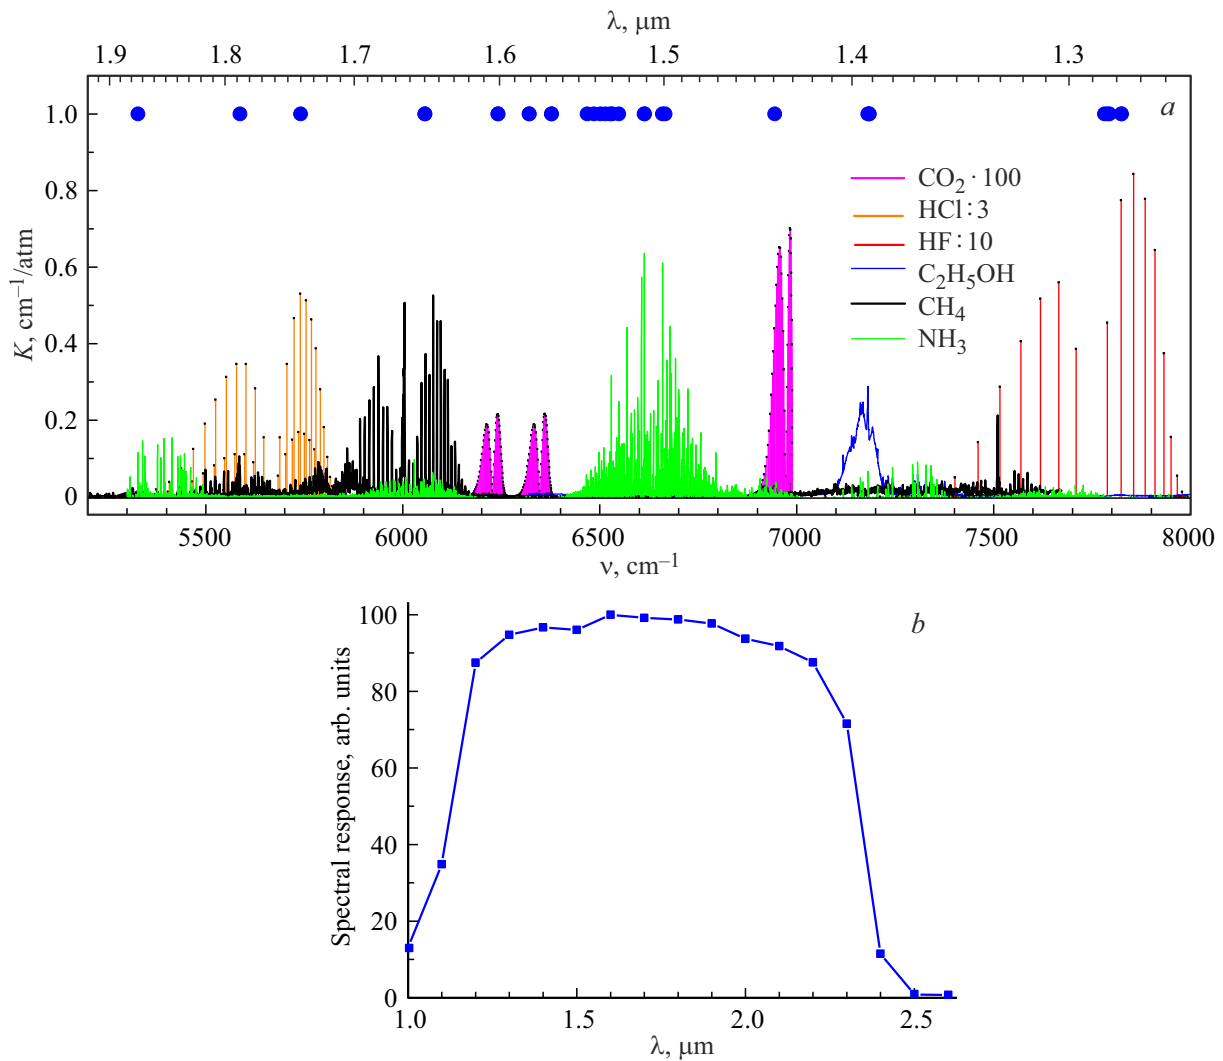 λ, μm
1.9 1.8 1.7 1.6 1.5 1.4 1.3
a
1.0
0.8
0.6
0.4
0.2
0
K, cm⁻¹/atm
CO₂ · 100
HCl : 3
HF : 10
C₂H₅OH
CH₄
NH₃
5500 6000 6500 7000 7500 8000
ν, cm⁻¹
b
100
80
60
40
20
0
Spectral response, arb. units
1.0 1.5 2.0 2.5
λ, μm